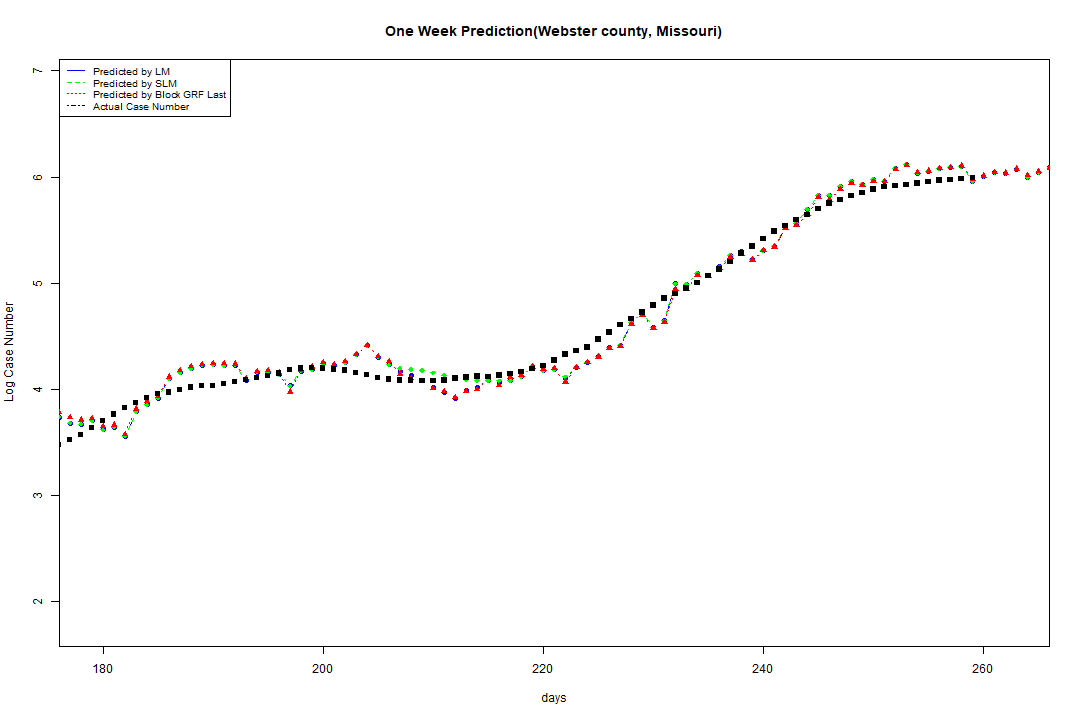 One Week Prediction(Webster county, Missouri)
Predicted by LM
Predicted by SLM
Predicted by Block GRF Last
Actual Case Number
7
6
5
4
3
2
Log Case Number
180 200 220 240 260
days